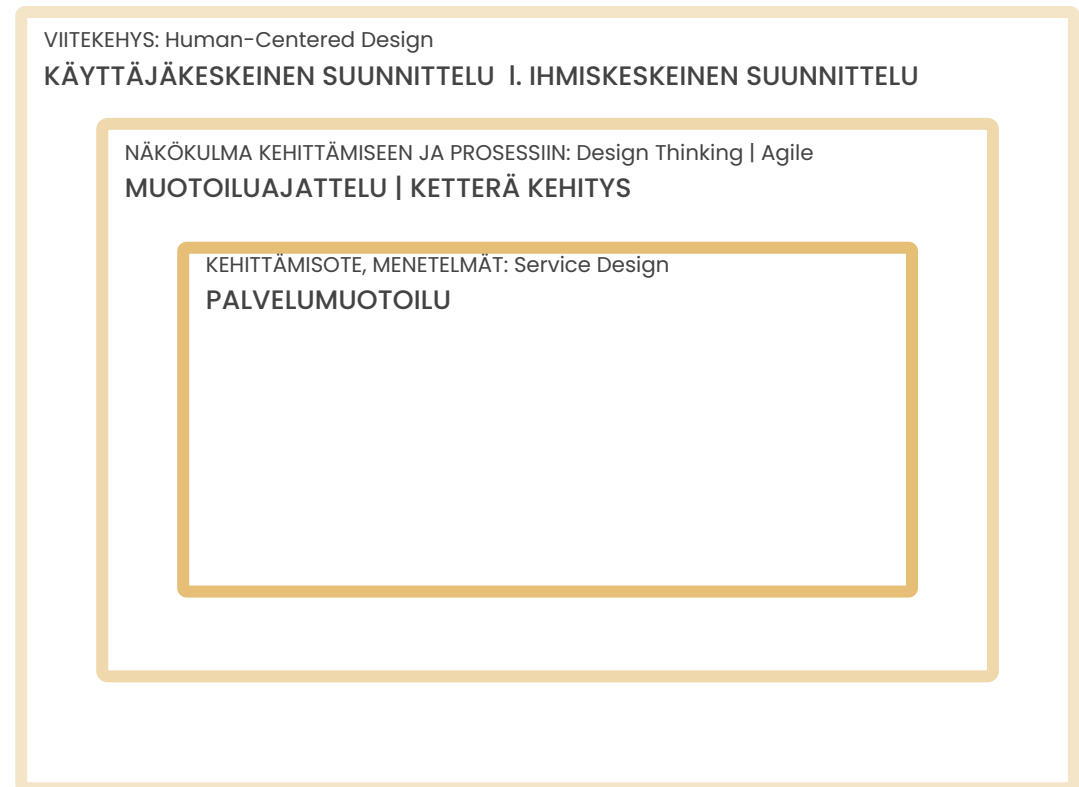 VIITEKEHYS: Human-Centered Design
KÄYTTÄJÄKESKEINEN SUUNNITTELU l. IHMISKESKEINEN SUUNNITTELU
NÄKÖKULMA KEHITTÄMISEEN JA PROSESSIIN: Design Thinking | Agile
MUOTOILUAJATTELU | KETTERÄ KEHITYS
KEHITTÄMISOTE, MENETELMÄT: Service Design
PALVELUMUOTOILU